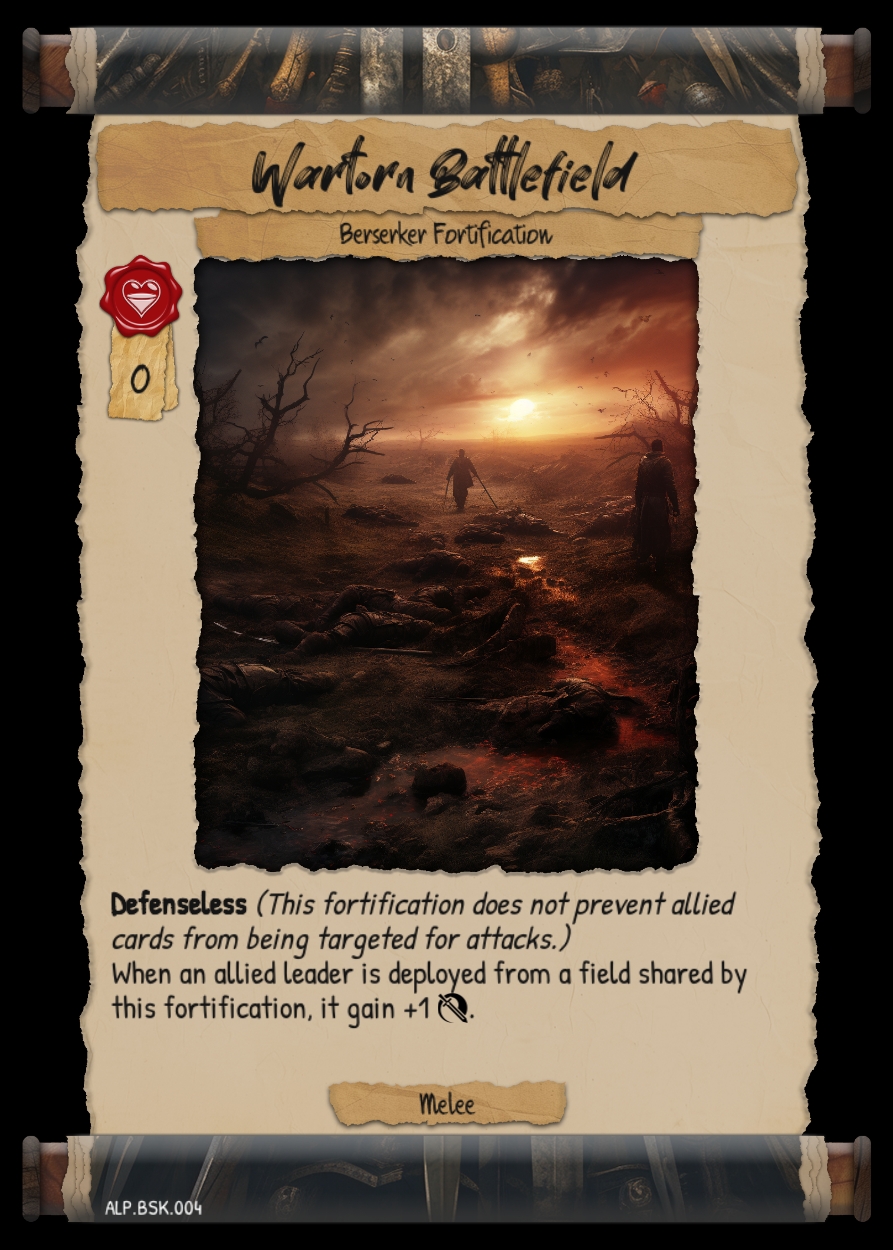 Wartorn Battlefield
Berserker Fortification
0
Defenseless (This fortification does not prevent allied
cards from being targeted for attacks.)
When an allied leader is deployed from a field shared by
this fortification, it gain +1 .
Melee
ALP.BSK.004